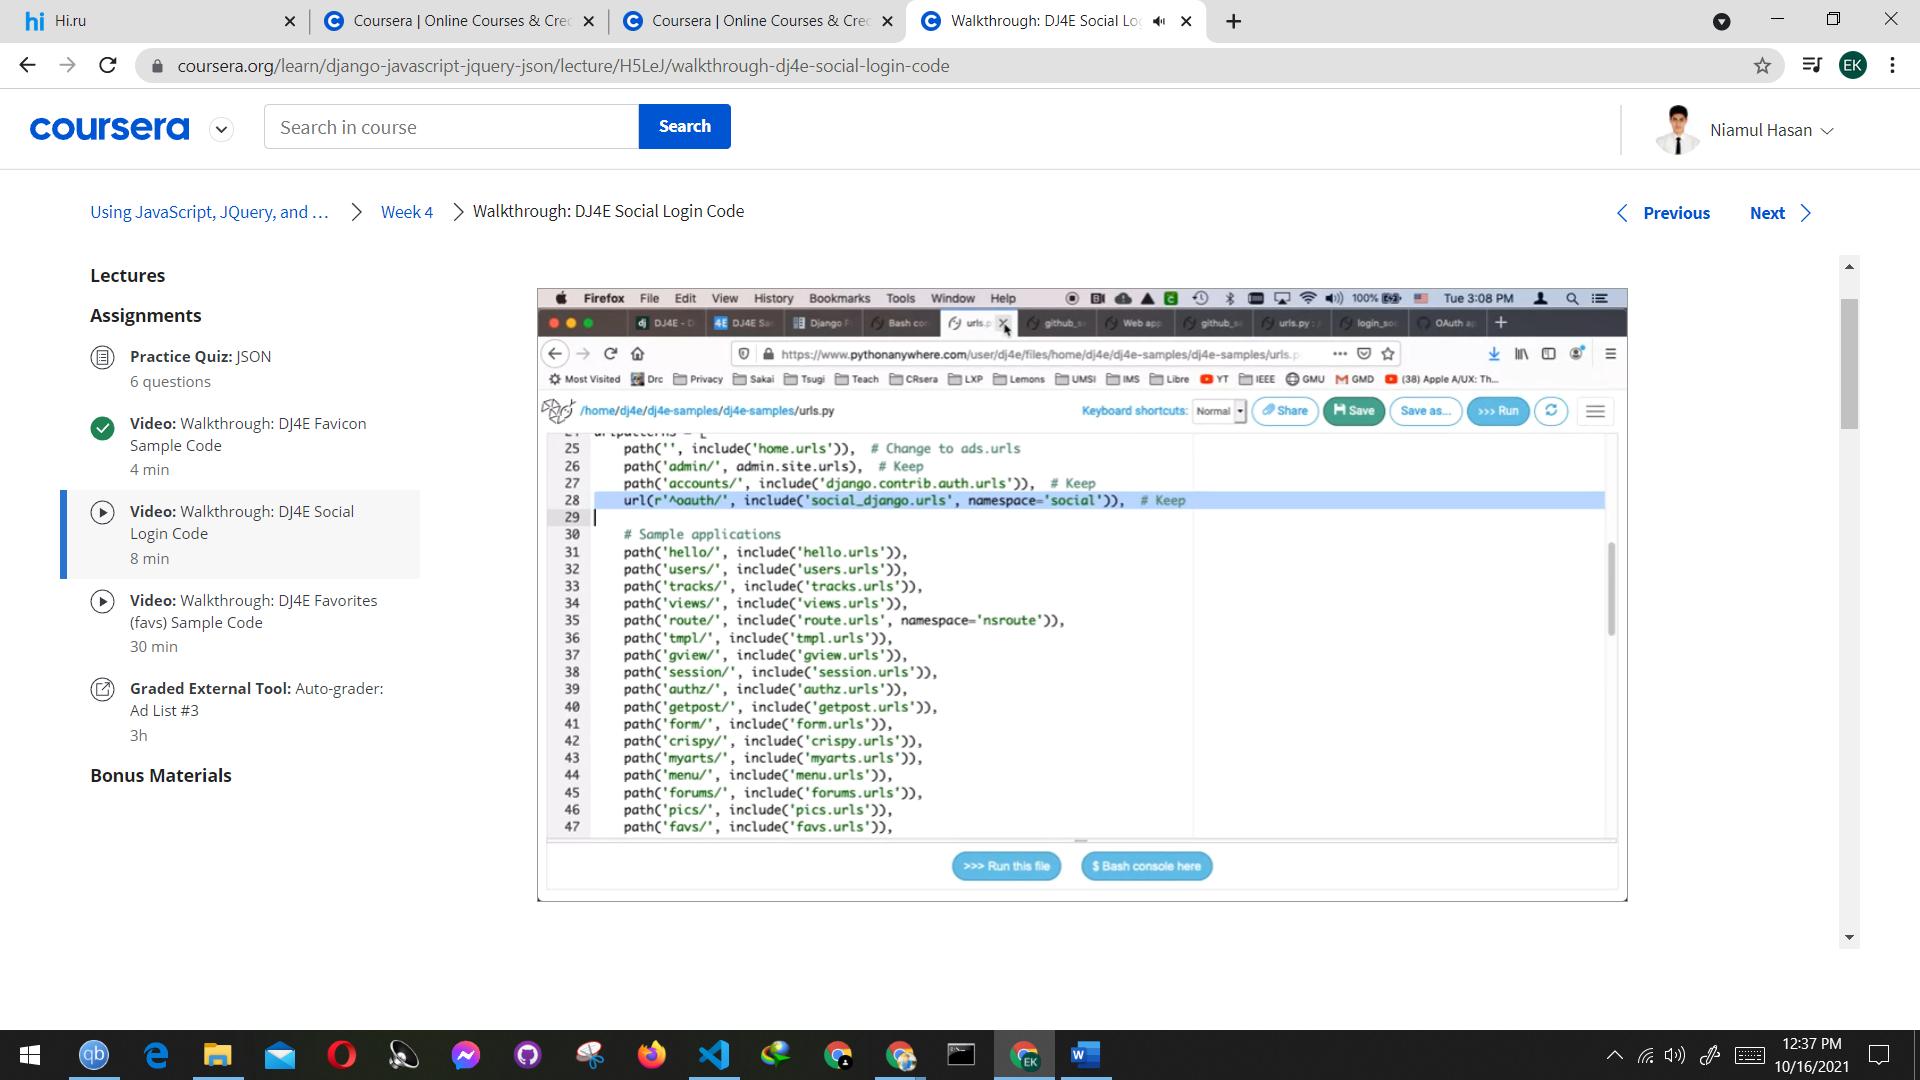 hi Hi.ru
Coursera | Online Courses & Cre
Coursera | Online Courses & Cre
Walkthrough: DJ4E Social Lo
coursera.org/learn/django-javascript-jquery-json/lecture/H5LeJ/walkthrough-dj4e-social-login-code
EK
coursera
Search in course
Search
Niamul Hasan
Using JavaScript, JQuery, and ...
Week 4
Walkthrough: DJ4E Social Login Code
Previous
Next
Lectures
Assignments
Practice Quiz: JSON
6 questions
Video: Walkthrough: DJ4E Favicon
Sample Code
4 min
Video: Walkthrough: DJ4E Social
Login Code
8 min
Video: Walkthrough: DJ4E Favorites
(favs) Sample Code
30 min
Graded External Tool: Auto-grader:
Ad List #3
3h
Bonus Materials
Firefox File Edit View History Bookmarks Tools Window Help 100% Tue 3:08 PM
dj DJ4E - D 4E DJ4E Sa Django Bash co urls.p github_s Web app github_s urls.py : login_so OAuth a
https://www.pythonanywhere.com/user/dj4e/files/home/dj4e/dj4e-samples/dj4e-samples/urls.p
Most Visited Drc Privacy Sakai Tsugi Teach CRsera LXP Lemons UMSI IMS Libre YT IEEE GMU GMD (38) Apple A/UX: Th...
/home/dj4e/dj4e-samples/dj4e-samples/urls.py
Keyboard shortcuts: Normal Share Save Save as... >>> Run
24 urlpatterns = [
25 path('', include('home.urls')), # Change to ads.urls
26 path('admin/', admin.site.urls), # Keep
27 path('accounts/', include('django.contrib.auth.urls')), # Keep
28 url(r'^oauth/', include('social_django.urls', namespace='social')), # Keep
29
30 # Sample applications
31 path('hello/', include('hello.urls')),
32 path('users/', include('users.urls')),
33 path('tracks/', include('tracks.urls')),
34 path('views/', include('views.urls')),
35 path('route/', include('route.urls', namespace='nsroute')),
36 path('tmpl/', include('tmpl.urls')),
37 path('gview/', include('gview.urls')),
38 path('session/', include('session.urls')),
39 path('authz/', include('authz.urls')),
40 path('getpost/', include('getpost.urls')),
41 path('form/', include('form.urls')),
42 path('crispy/', include('crispy.urls')),
43 path('myarts/', include('myarts.urls')),
44 path('menu/', include('menu.urls')),
45 path('forums/', include('forums.urls')),
46 path('pics/', include('pics.urls')),
47 path('favs/', include('favs.urls')),
>>> Run this file
$ Bash console here
qb
EK
W
12:37 PM
10/16/2021